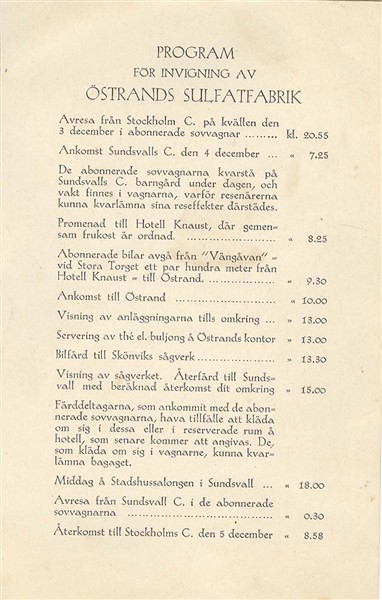 PROGRAM
FÖR INVIGNING AV
ÖSTRANDS SULFATFABRIK
Avresa från Stockholm C. på kvällen den
3 december i abonnerade sovvagnar ......... kl. 20.55
Ankomst Sundsvalls C. den 4 december ... « 7.25
De abonnerade sovvagnarna kvarstå på
Sundsvalls C. barngård under dagen, och
vakt finnes i vagnarna, varför resenärerna
kunna kvarlämna sina reseffekter därstädes.
Promenad till Hotell Knaust, där gemen-
sam frukost är ordnad. ..................... « 8.25
Abonnerade bilar avgå från "Vängåvan" =
vid Stora Torget ett par hundra meter från
Hotell Knaust = till Östrand. ................ » 9.30
Ankomst till Östrand ..................... « 10.00
Visning av anläggningarna tills omkring ... » 13.00
Servering av thé el. buljong å Östrands kontor » 13.00
Bilfärd till Skönviks sågverk .................. » 13.30
Visning av sågverket. Återfärd till Sunds-
vall med beräknad återkomst dit omkring » 15.00
Färddeltagarna, som ankommit med de abon-
nerade sovvagnarna, hava tillfälle att kläda
om sig i dessa eller i reserverade rum å
hotell, som senare kommer att angivas. De,
som kläda om sig i vagnarne, kunna kvar-
lämna bagaget.
Middag å Stadshussalongen i Sundsvall ... « 18.00
Avresa från Sundsvall C. i de abonnerade
sovvagnarna .............................. « 0.30
Återkomst till Stockholms C. den 5 december « 8.58